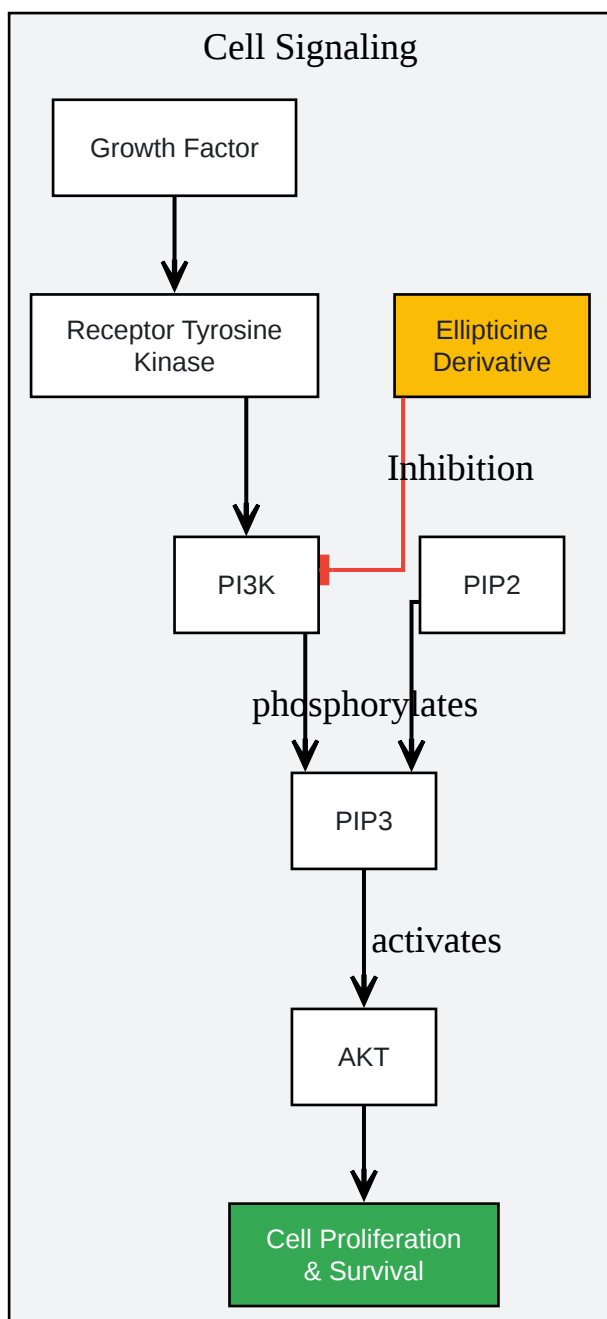 Cell Signaling
Growth Factor
Receptor Tyrosine
Kinase
Ellipticine
Derivative
Inhibition
PI3K
PIP2
phosphorylates
PIP3
activates
AKT
Cell Proliferation
& Survival